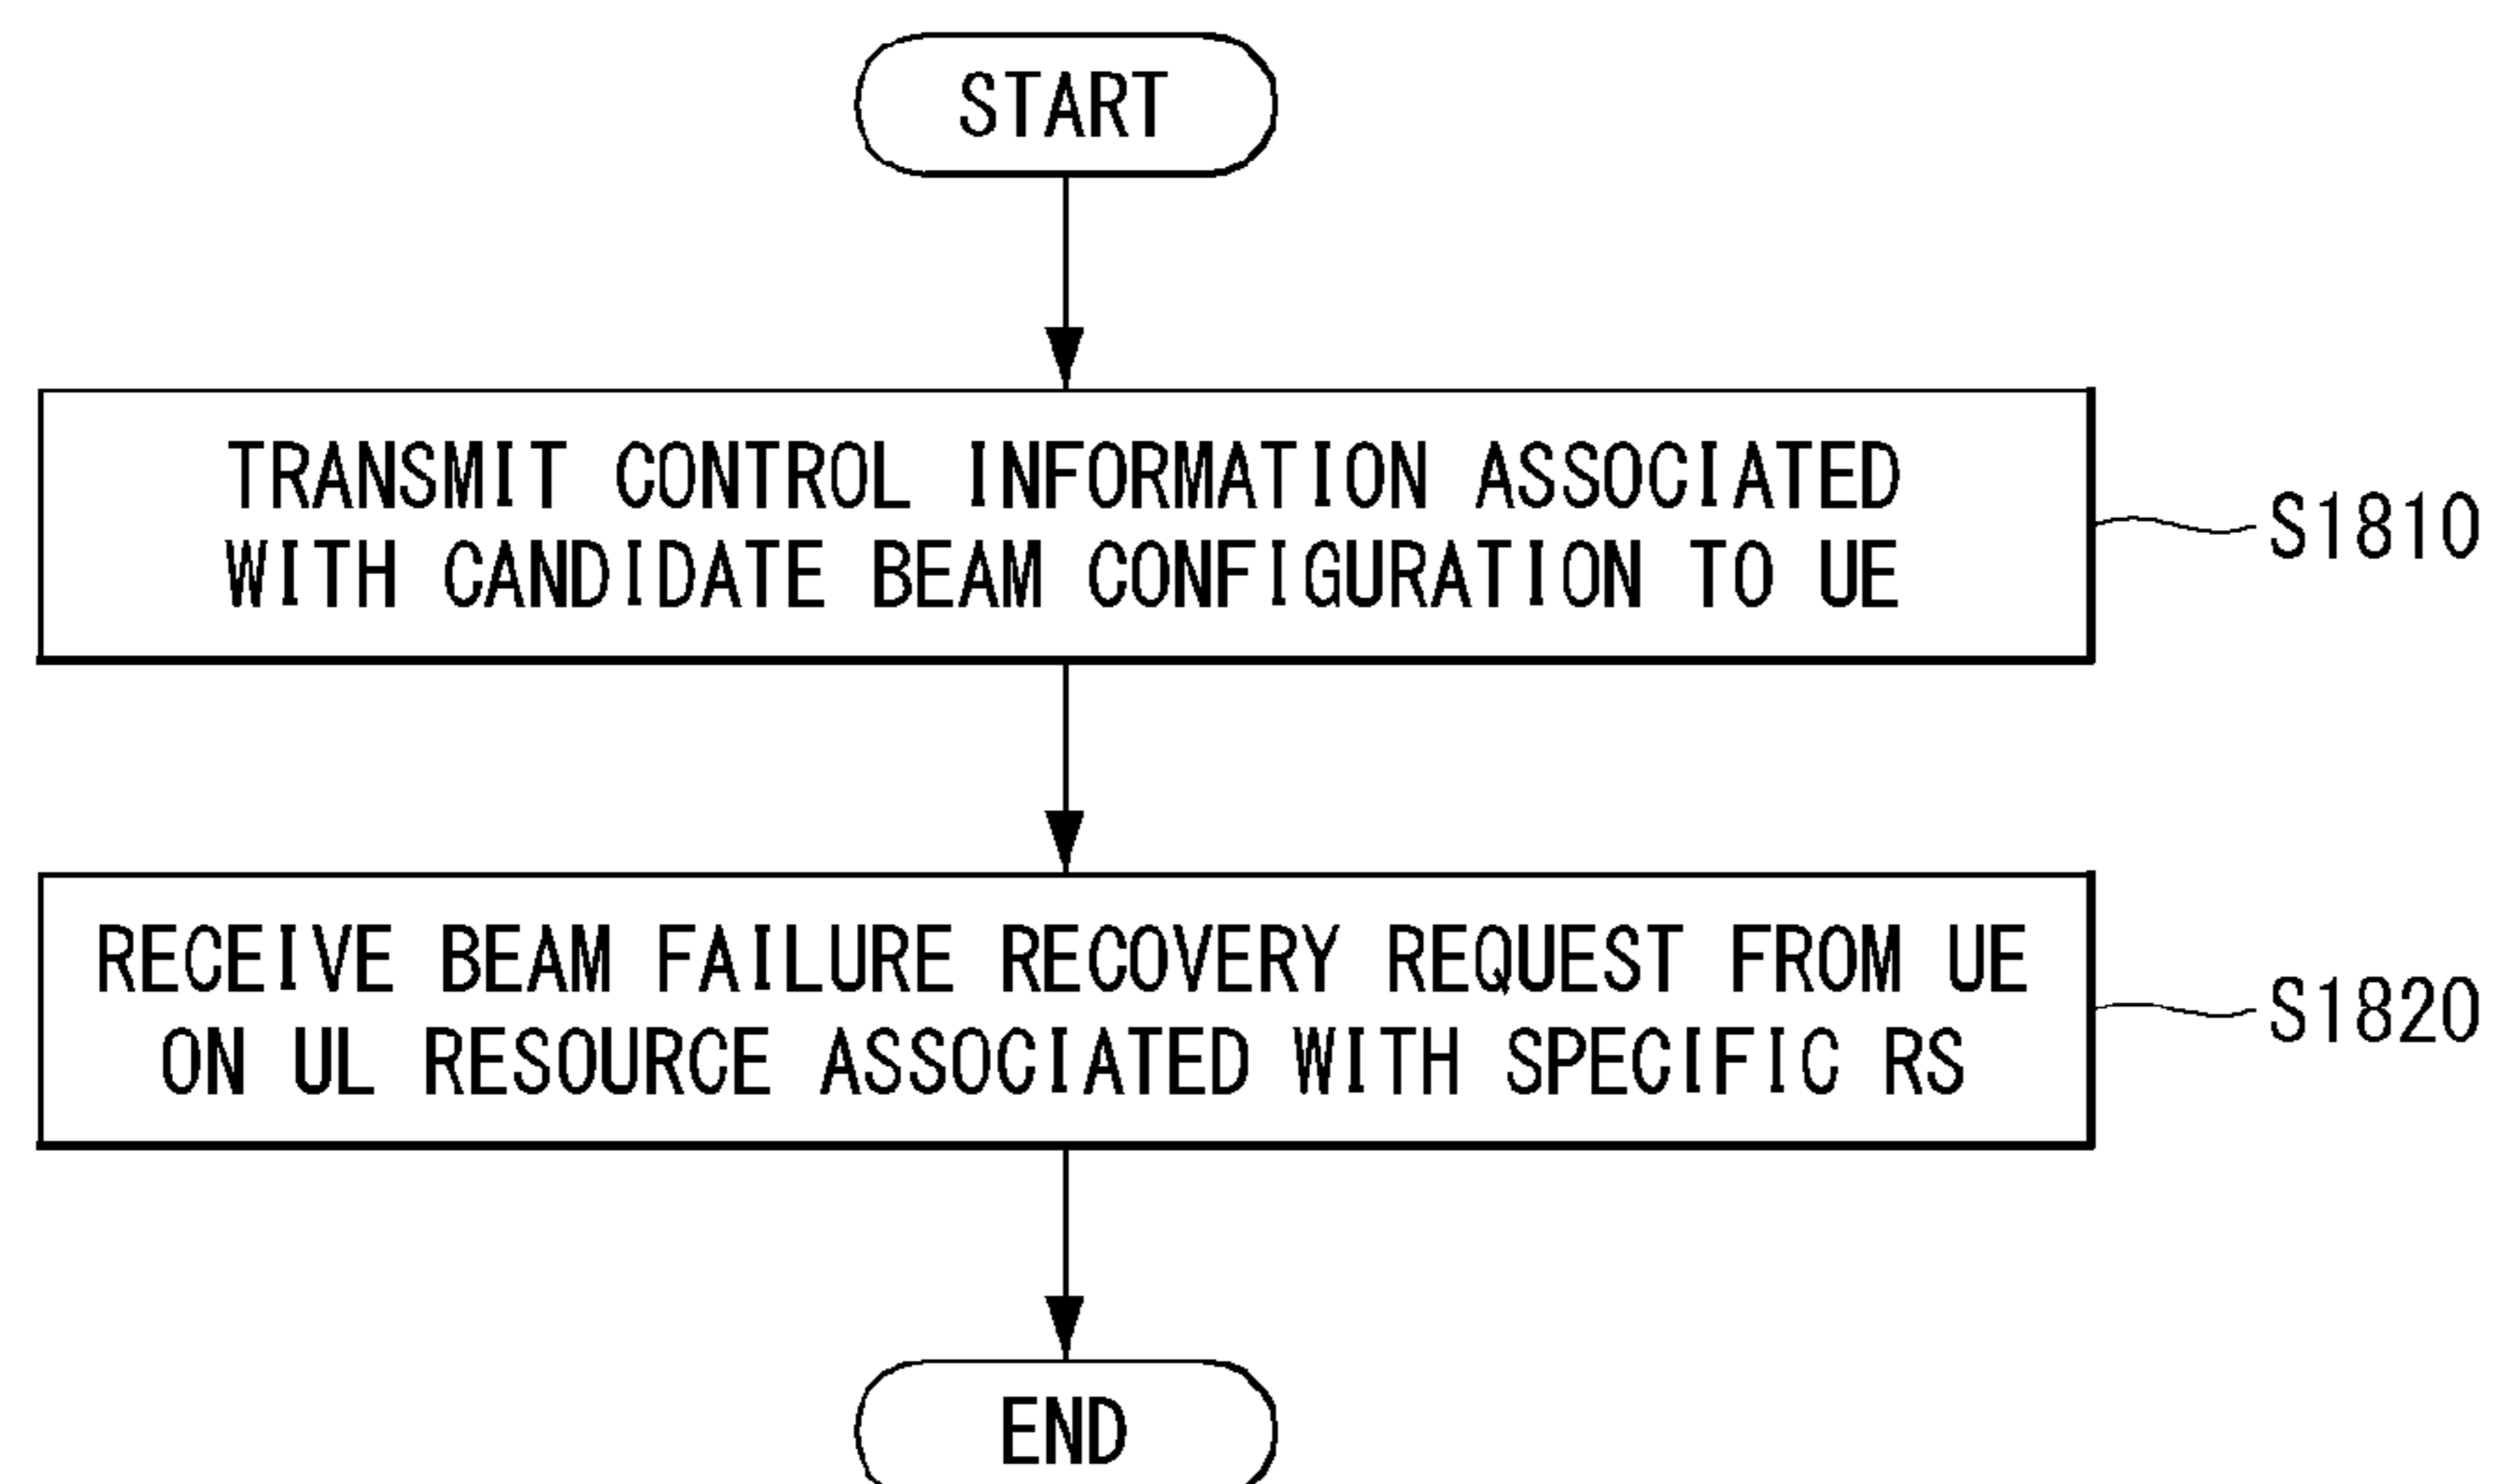 START
TRANSMIT CONTROL INFORMATION ASSOCIATED
WITH CANDIDATE BEAM CONFIGURATION TO UE
S1810
RECEIVE BEAM FAILURE RECOVERY REQUEST FROM UE
ON UL RESOURCE ASSOCIATED WITH SPECIFIC RS
S1820
END